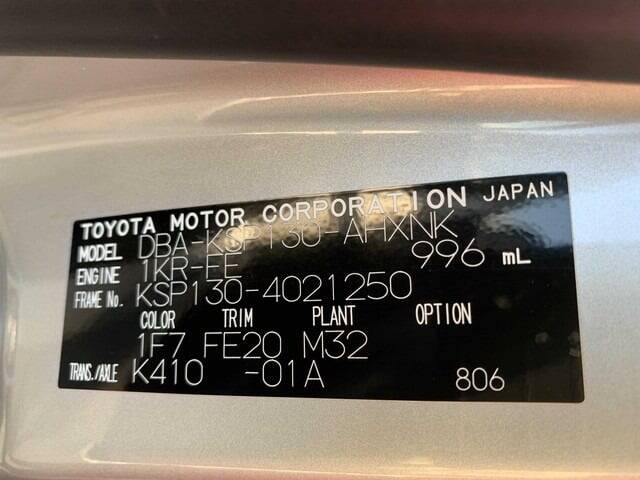 TOYOTA MOTOR CORPORATION JAPAN
MODEL DBA-KSP130-AHXNK
ENGINE 1KR-FE 996 mL
FRAME No. KSP130-4021250
COLOR TRIM PLANT OPTION
1F7 FE20 M32
TRANS./AXLE K410 -01A 806